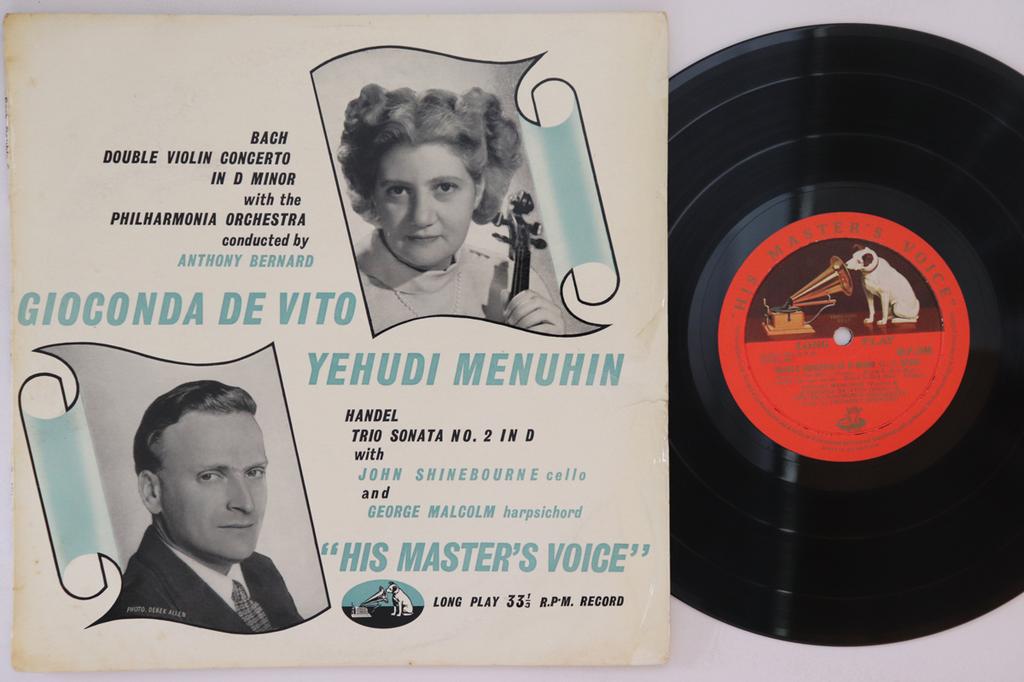 BACH
DOUBLE VIOLIN CONCERTO
IN D MINOR
with the
PHILHARMONIA ORCHESTRA
conducted by
ANTHONY BERNARD
GIOCONDA DE VITO
YEHUDI MENUHIN
HANDEL
TRIO SONATA NO. 2 IN D
with
JOHN SHINEBOURNE cello
and
GEORGE MALCOLM harpsichord
"HIS MASTER'S VOICE"
LONG PLAY 33⅓ R.P.M. RECORD
PHOTO. DEREK ALLEN
HIS MASTER'S VOICE
LONG PLAY